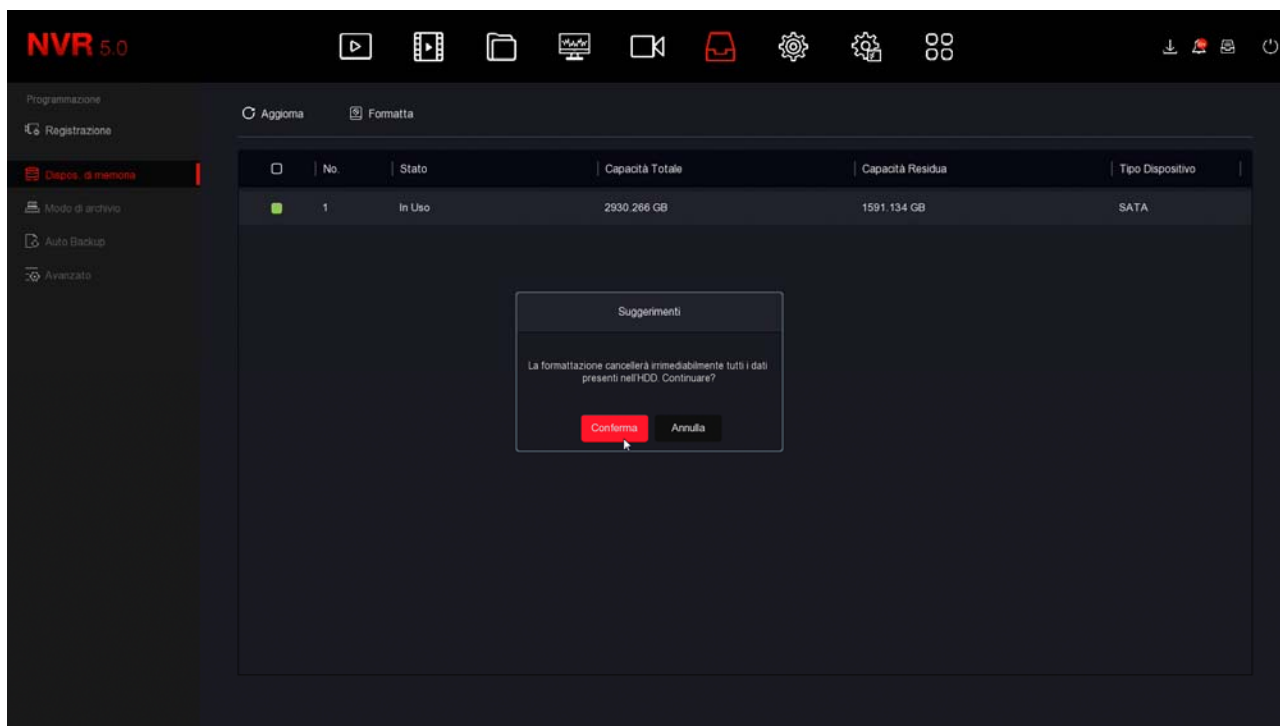 NVR 5.0
Programmazione
Registrazione
Dispos. di memoria
Modo di archivio
Auto Backup
Avanzato
Aggiorna Formatta
No. Stato Capacità Totale Capacità Residua Tipo Dispositivo
1 In Uso 2930.266 GB 1591.134 GB SATA
Suggerimenti
La formattazione cancellerà irrimediabilmente tutti i dati
presenti nell'HDD. Continuare?
Conferma Annulla